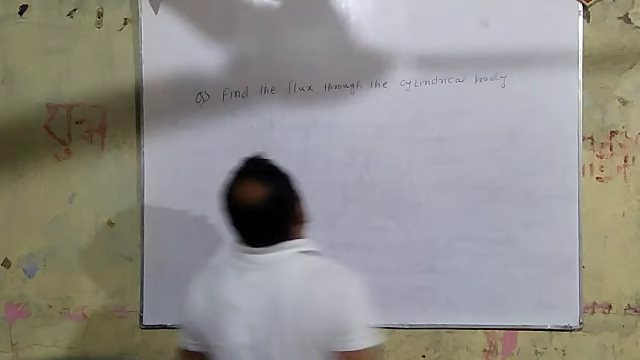 Q) Find the flux through the cylindrical body
शुभ